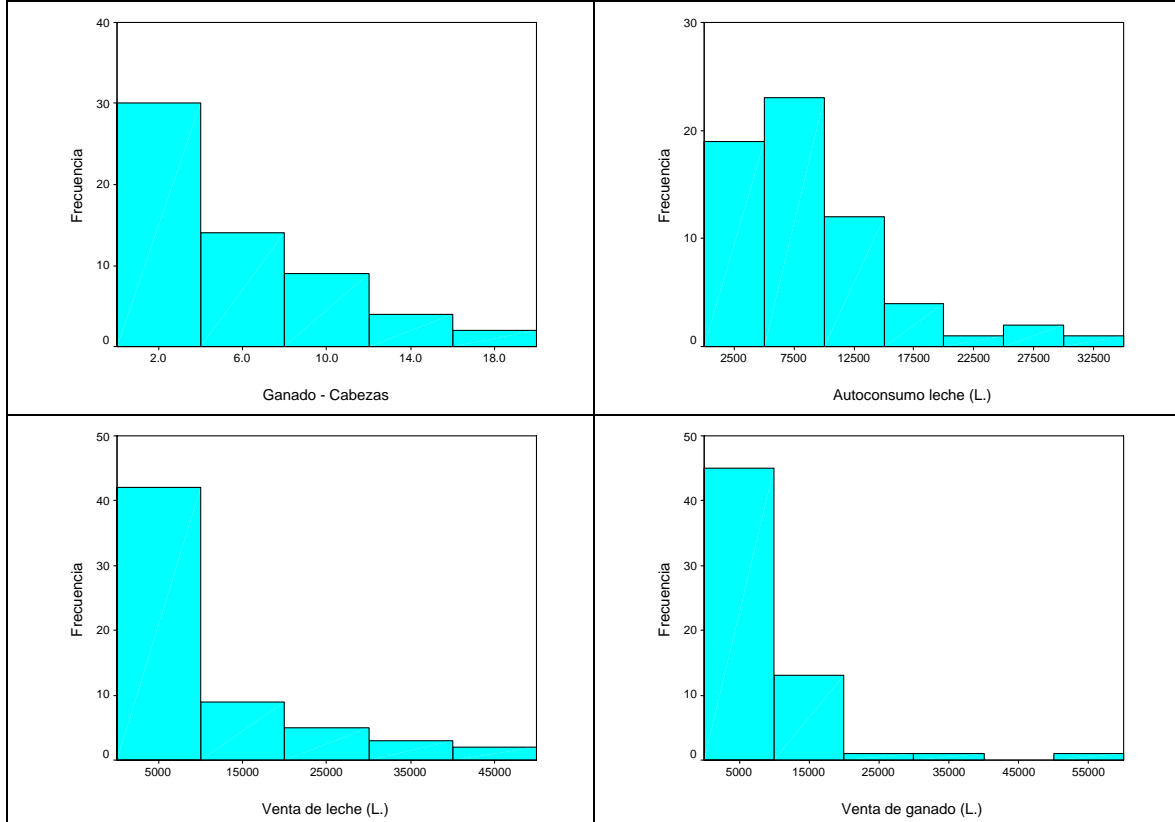 40
30
20
10
0
Frecuencia
2.0 6.0 10.0 14.0 18.0
Ganado - Cabezas
30
20
10
0
Frecuencia
2500 7500 12500 17500 22500 27500 32500
Autoconsumo leche (L.)
50
40
30
20
10
0
Frecuencia
5000 15000 25000 35000 45000
Venta de leche (L.)
50
40
30
20
10
0
Frecuencia
5000 15000 25000 35000 45000 55000
Venta de ganado (L.)